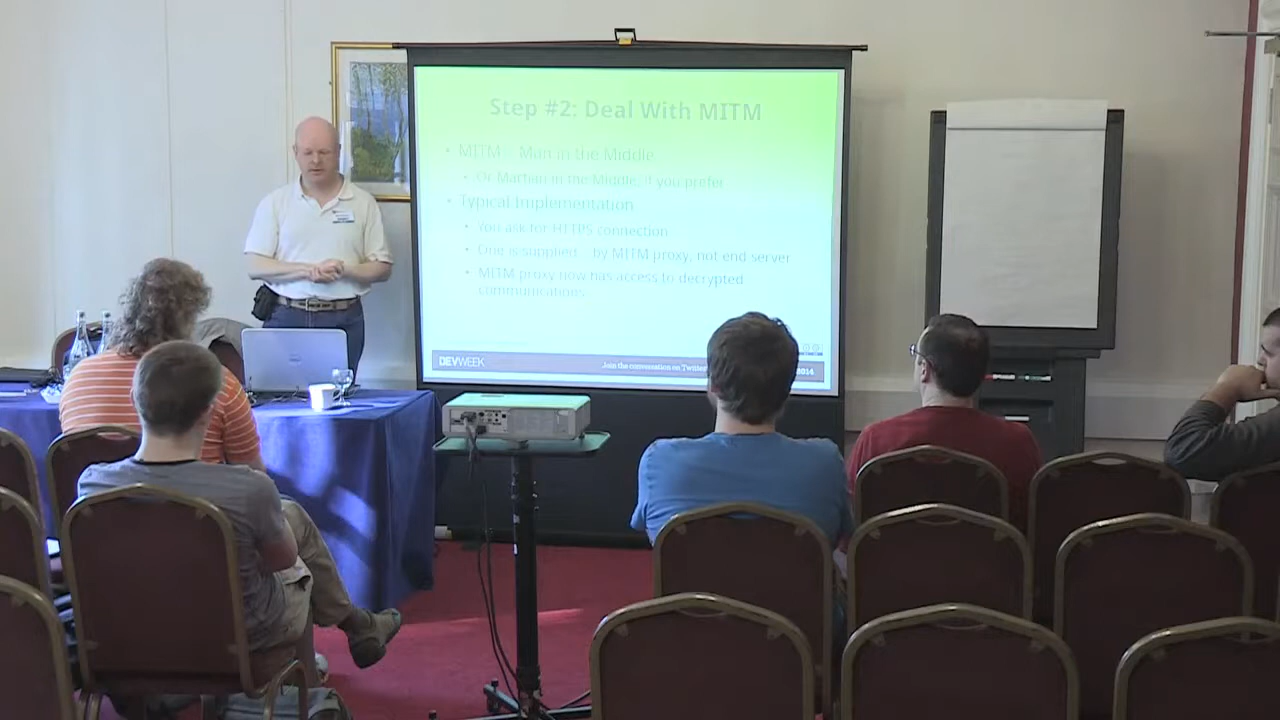 Step #2: Deal With MITM
• MITM = Man in the Middle
• Or Martian in the Middle, if you prefer
• Typical Implementation
• You ask for HTTPS connection
• One is supplied... by MITM proxy, not end server
• MITM proxy now has access to decrypted
communications
DEVWEEK
Join the conversation on Twitter
2014